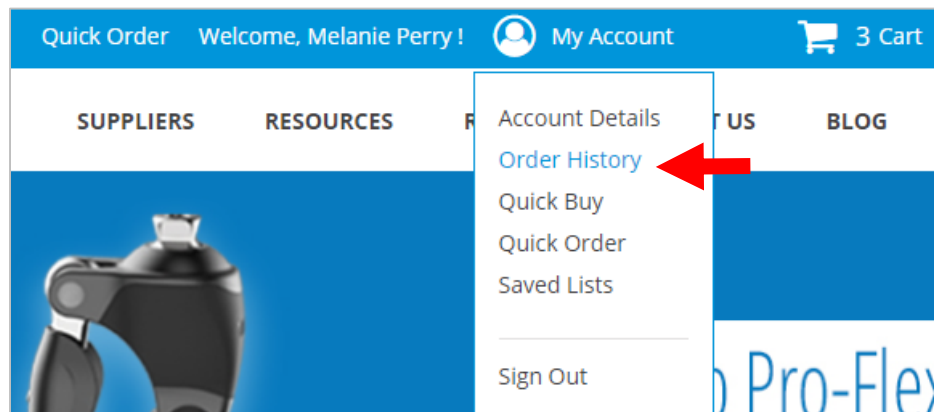 Quick Order Welcome, Melanie Perry ! My Account 3 Cart
SUPPLIERS RESOURCES R T US BLOG
Account Details
Order History
Quick Buy
Quick Order
Saved Lists
Sign Out
Pro-Flex